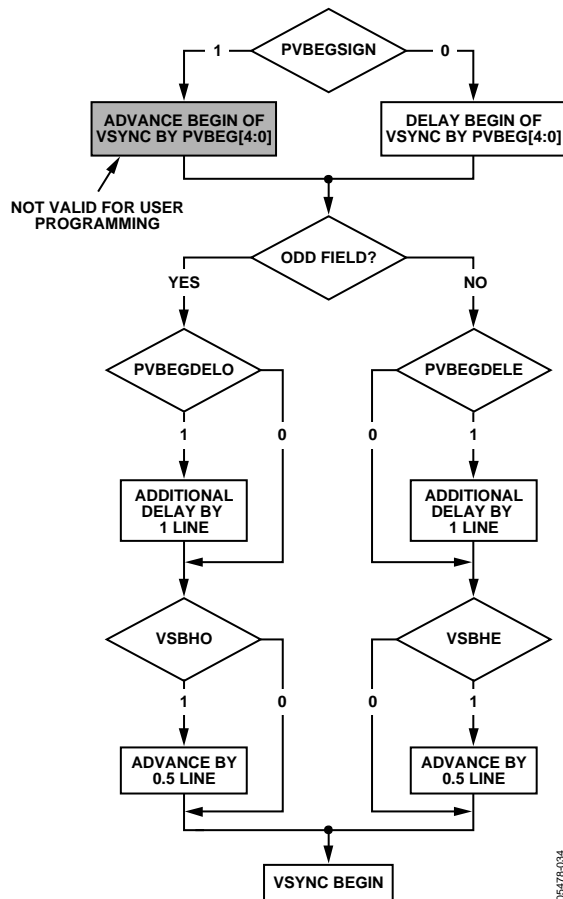 PVBEGSIGN
1
0
ADVANCE BEGIN OF
VSYNC BY PVBEG[4:0]
DELAY BEGIN OF
VSYNC BY PVBEG[4:0]
NOT VALID FOR USER
PROGRAMMING
ODD FIELD?
YES
NO
PVBEGDELO
PVBEGDELE
1
0
0
1
ADDITIONAL
DELAY BY
1 LINE
ADDITIONAL
DELAY BY
1 LINE
VSBHO
VSBHE
1
0
0
1
ADVANCE BY
0.5 LINE
ADVANCE BY
0.5 LINE
VSYNC BEGIN
05478-034